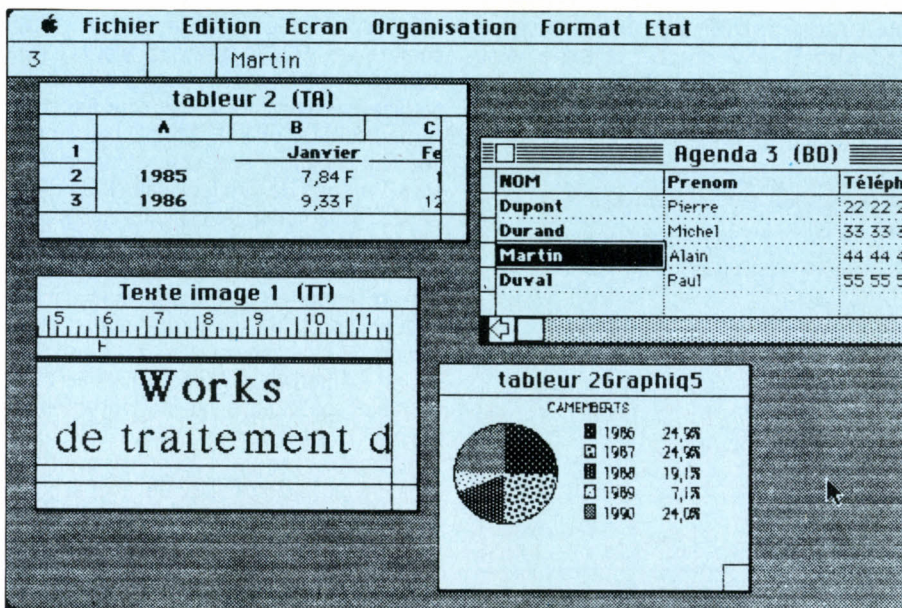 Fichier Edition Ecran Organisation Format Etat
3 Martin
tableur 2 (TA)
A B C
1 Janvier Fe
2 1985 7,84 F 1
3 1986 9,33 F 12
Agenda 3 (BD)
NOM Prenom Téléph
Dupont Pierre 22 22 2
Durand Michel 33 33 3
Martin Alain 44 44 4
Duval Paul 55 55 5
Texte image 1 (TT)
5 6 7 8 9 10 11
Works
de traitement d
tableur 2Graphiq5
CAMEMBERTS
1986 24,9%
1987 24,9%
1988 19,1%
1989 7,1%
1990 24,0%